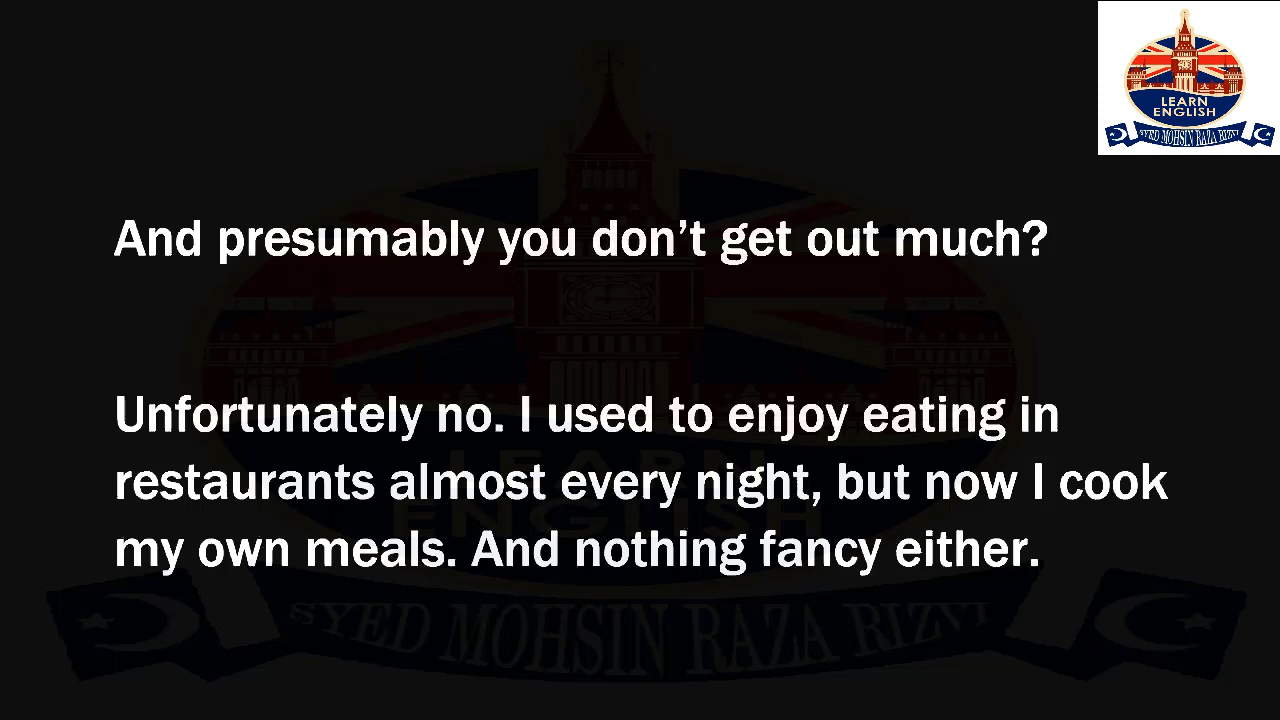 LEARN
ENGLISH
SYED MOHSIN RAZA RIZVI
And presumably you don’t get out much?
Unfortunately no. I used to enjoy eating in
restaurants almost every night, but now I cook
my own meals. And nothing fancy either.
LEARN
ENGLISH
SYED MOHSIN RAZA RIZVI